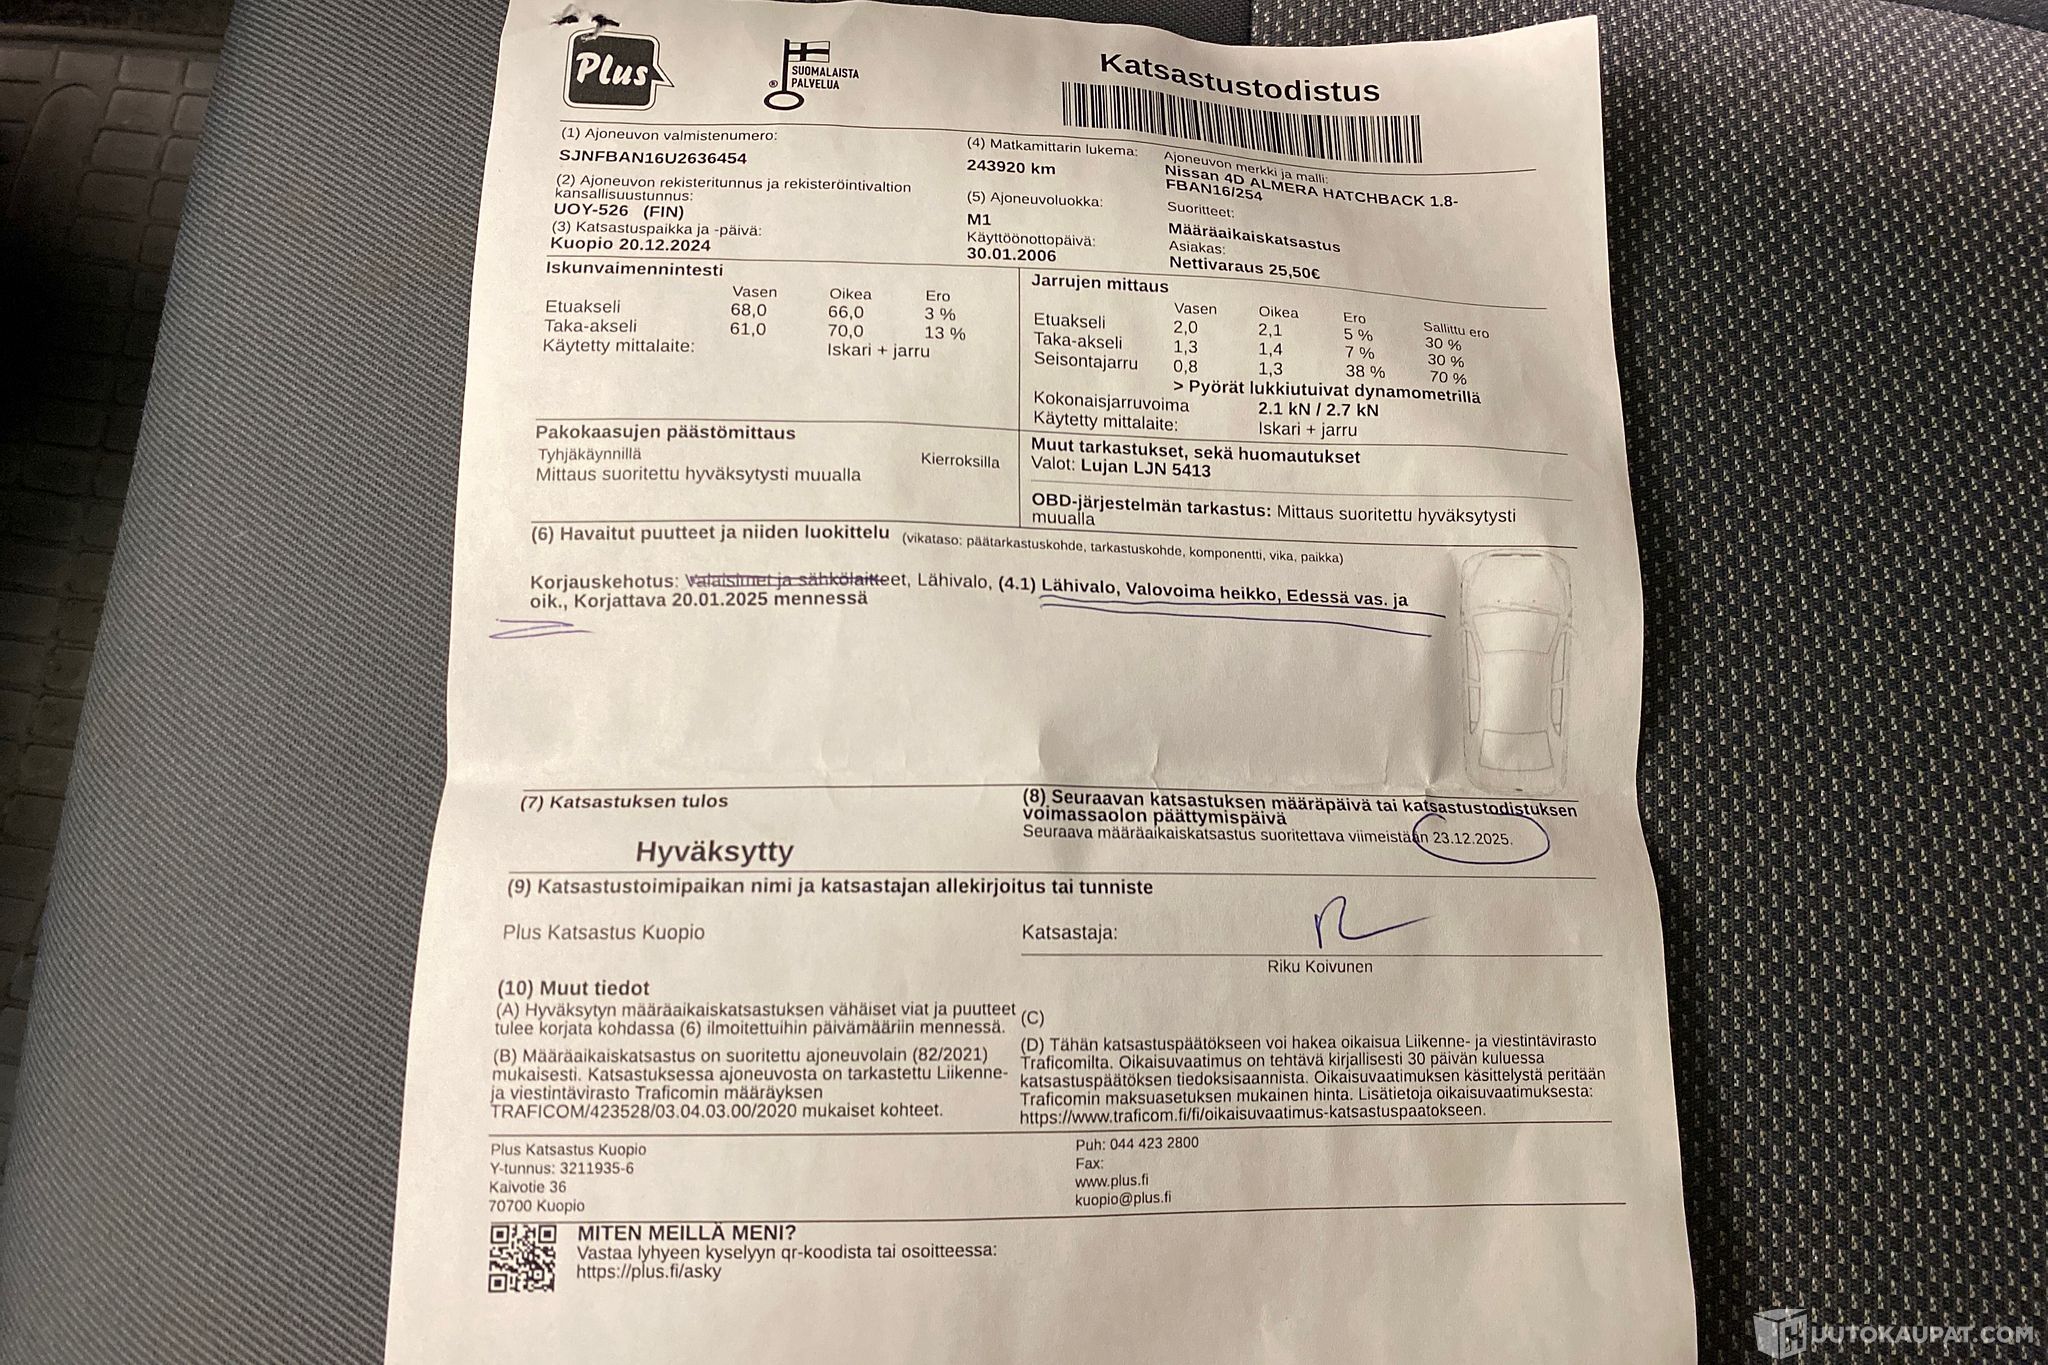 Plus
SUOMALAISTA
PALVELUA
®
Katsastustodistus
(1) Ajoneuvon valmistenumero:
SJNFBAN16U2636454
(2) Ajoneuvon rekisteritunnus ja rekisteröintivaltion
kansallisuustunnus:
UOY-526 (FIN)
(3) Katsastuspaikka ja -päivä:
Kuopio 20.12.2024
(4) Matkamittarin lukema:
243920 km
(5) Ajoneuvoluokka:
M1
Käyttöönottopäivä:
30.01.2006
Ajoneuvon merkki ja malli:
Nissan 4D ALMERA HATCHBACK 1.8-
FBAN16/254
Suoritteet:
Määräaikaiskatsastus
Asiakas:
Nettivaraus 25,50€
Iskunvaimennintesti
Vasen Oikea Ero
Etuakseli 68,0 66,0 3 %
Taka-akseli 61,0 70,0 13 %
Käytetty mittalaite: Iskari + jarru
Jarrujen mittaus
Vasen Oikea Ero Sallittu ero
Etuakseli 2,0 2,1 5 % 30 %
Taka-akseli 1,3 1,4 7 % 30 %
Seisontajarru 0,8 1,3 38 % 70 %
> Pyörät lukkiutuivat dynamometrillä
Kokonaisjarruvoima 2.1 kN / 2.7 kN
Käytetty mittalaite: Iskari + jarru
Pakokaasujen päästömittaus
Tyhjäkäynnillä Kierroksilla
Mittaus suoritettu hyväksytysti muualla
Muut tarkastukset, sekä huomautukset
Valot: Lujan LJN 5413
OBD-järjestelmän tarkastus: Mittaus suoritettu hyväksytysti
muualla
(6) Havaitut puutteet ja niiden luokittelu (vikataso: päätarkastuskohde, tarkastuskohde, komponentti, vika, paikka)
Korjauskehotus: Valaisimet ja sähkölaitteet, Lähivalo, (4.1) Lähivalo, Valovoima heikko, Edessä vas. ja
oik., Korjattava 20.01.2025 mennessä
(7) Katsastuksen tulos
Hyväksytty
(8) Seuraavan katsastuksen määräpäivä tai katsastustodistuksen
voimassaolon päättymispäivä
Seuraava määräaikaiskatsastus suoritettava viimeistään 23.12.2025.
(9) Katsastustoimipaikan nimi ja katsastajan allekirjoitus tai tunniste
Plus Katsastus Kuopio
Katsastaja:
Riku Koivunen
(10) Muut tiedot
(A) Hyväksytyn määräaikaiskatsastuksen vähäiset viat ja puutteet
tulee korjata kohdassa (6) ilmoitettuihin päivämääriin mennessä.
(B) Määräaikaiskatsastus on suoritettu ajoneuvolain (82/2021)
mukaisesti. Katsastuksessa ajoneuvosta on tarkastettu Liikenne-
ja viestintävirasto Traficomin määräyksen
TRAFICOM/423528/03.04.03.00/2020 mukaiset kohteet.
(C)
(D) Tähän katsastuspäätökseen voi hakea oikaisua Liikenne- ja viestintävirasto
Traficomilta. Oikaisuvaatimus on tehtävä kirjallisesti 30 päivän kuluessa
katsastuspäätöksen tiedoksisaannista. Oikaisuvaatimuksen käsittelystä peritään
Traficomin maksuasetuksen mukainen hinta. Lisätietoja oikaisuvaatimuksesta:
https://www.traficom.fi/fi/oikaisuvaatimus-katsastuspaatokseen.
Plus Katsastus Kuopio
Y-tunnus: 3211935-6
Kaivotie 36
70700 Kuopio
Puh: 044 423 2800
Fax:
www.plus.fi
kuopio@plus.fi
MITEN MEILLÄ MENI?
Vastaa lyhyeen kyselyyn qr-koodista tai osoitteessa:
https://plus.fi/asky
HUUTOKAUPAT.COM